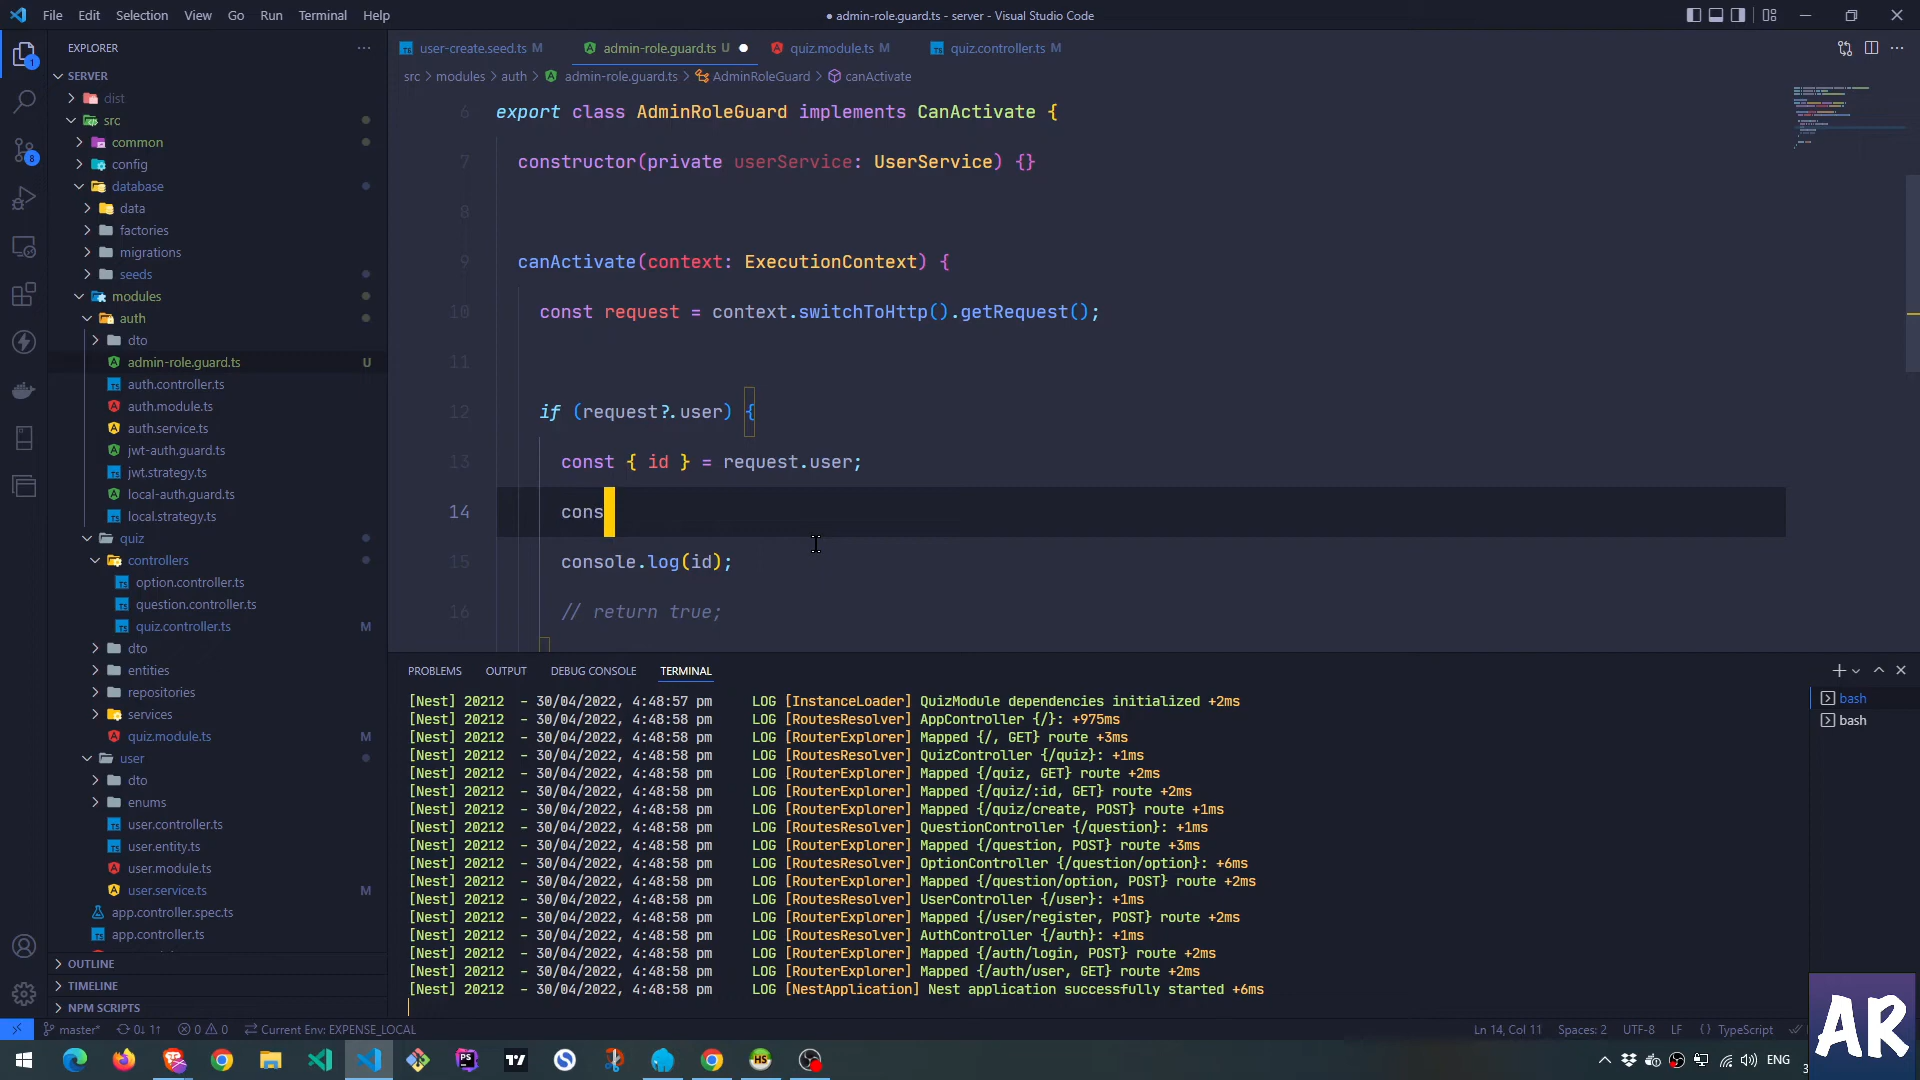 File Edit Selection View Go Run Terminal Help
● admin-role.guard.ts - server - Visual Studio Code
EXPLORER
SERVER
dist
src
common
config
database
data
factories
migrations
seeds
modules
auth
dto
admin-role.guard.ts U
auth.controller.ts
auth.module.ts
auth.service.ts
jwt-auth.guard.ts
jwt.strategy.ts
local-auth.guard.ts
local.strategy.ts
quiz
controllers
option.controller.ts
question.controller.ts
quiz.controller.ts M
dto
entities
repositories
services
quiz.module.ts M
user
dto
enums
user.controller.ts
user.entity.ts
user.module.ts
user.service.ts M
app.controller.spec.ts
app.controller.ts
OUTLINE
TIMELINE
NPM SCRIPTS
user-create.seed.ts M admin-role.guard.ts U quiz.module.ts M quiz.controller.ts M
src > modules > auth > admin-role.guard.ts > AdminRoleGuard > canActivate
6 export class AdminRoleGuard implements CanActivate {
7 constructor(private userService: UserService) {}
8
9 canActivate(context: ExecutionContext) {
10 const request = context.switchToHttp().getRequest();
11
12 if (request?.user) {
13 const { id } = request.user;
14 cons
15 console.log(id);
16 // return true;
}
PROBLEMS OUTPUT DEBUG CONSOLE TERMINAL
[Nest] 20212 - 30/04/2022, 4:48:57 pm LOG [InstanceLoader] QuizModule dependencies initialized +2ms
[Nest] 20212 - 30/04/2022, 4:48:58 pm LOG [RoutesResolver] AppController {/}: +975ms
[Nest] 20212 - 30/04/2022, 4:48:58 pm LOG [RouterExplorer] Mapped {/, GET} route +3ms
[Nest] 20212 - 30/04/2022, 4:48:58 pm LOG [RoutesResolver] QuizController {/quiz}: +1ms
[Nest] 20212 - 30/04/2022, 4:48:58 pm LOG [RouterExplorer] Mapped {/quiz, GET} route +2ms
[Nest] 20212 - 30/04/2022, 4:48:58 pm LOG [RouterExplorer] Mapped {/quiz/:id, GET} route +2ms
[Nest] 20212 - 30/04/2022, 4:48:58 pm LOG [RouterExplorer] Mapped {/quiz/create, POST} route +1ms
[Nest] 20212 - 30/04/2022, 4:48:58 pm LOG [RoutesResolver] QuestionController {/question}: +1ms
[Nest] 20212 - 30/04/2022, 4:48:58 pm LOG [RouterExplorer] Mapped {/question, POST} route +3ms
[Nest] 20212 - 30/04/2022, 4:48:58 pm LOG [RoutesResolver] OptionController {/question/option}: +6ms
[Nest] 20212 - 30/04/2022, 4:48:58 pm LOG [RouterExplorer] Mapped {/question/option, POST} route +2ms
[Nest] 20212 - 30/04/2022, 4:48:58 pm LOG [RoutesResolver] UserController {/user}: +1ms
[Nest] 20212 - 30/04/2022, 4:48:58 pm LOG [RouterExplorer] Mapped {/user/register, POST} route +2ms
[Nest] 20212 - 30/04/2022, 4:48:58 pm LOG [RoutesResolver] AuthController {/auth}: +1ms
[Nest] 20212 - 30/04/2022, 4:48:58 pm LOG [RouterExplorer] Mapped {/auth/login, POST} route +2ms
[Nest] 20212 - 30/04/2022, 4:48:58 pm LOG [RouterExplorer] Mapped {/auth/user, GET} route +2ms
[Nest] 20212 - 30/04/2022, 4:48:58 pm LOG [NestApplication] Nest application successfully started +6ms
bash
bash
master* 0↓ 1↑ 0 0 Current Env: EXPENSE_LOCAL
Ln 14, Col 11 Spaces: 2 UTF-8 LF {} TypeScript
ENG
AR